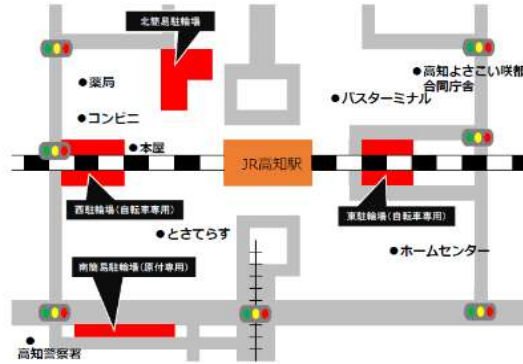 北簡易駐輪場
●高知よさこい咲都
合同庁舎
●薬局
●バスターミナル
●コンビニ
●本屋
JR高知駅
西駐輪場(自転車専用)
東駐輪場(自転車専用)
●とさてらす
●ホームセンター
南簡易駐輪場(原付専用)
●
高知警察署